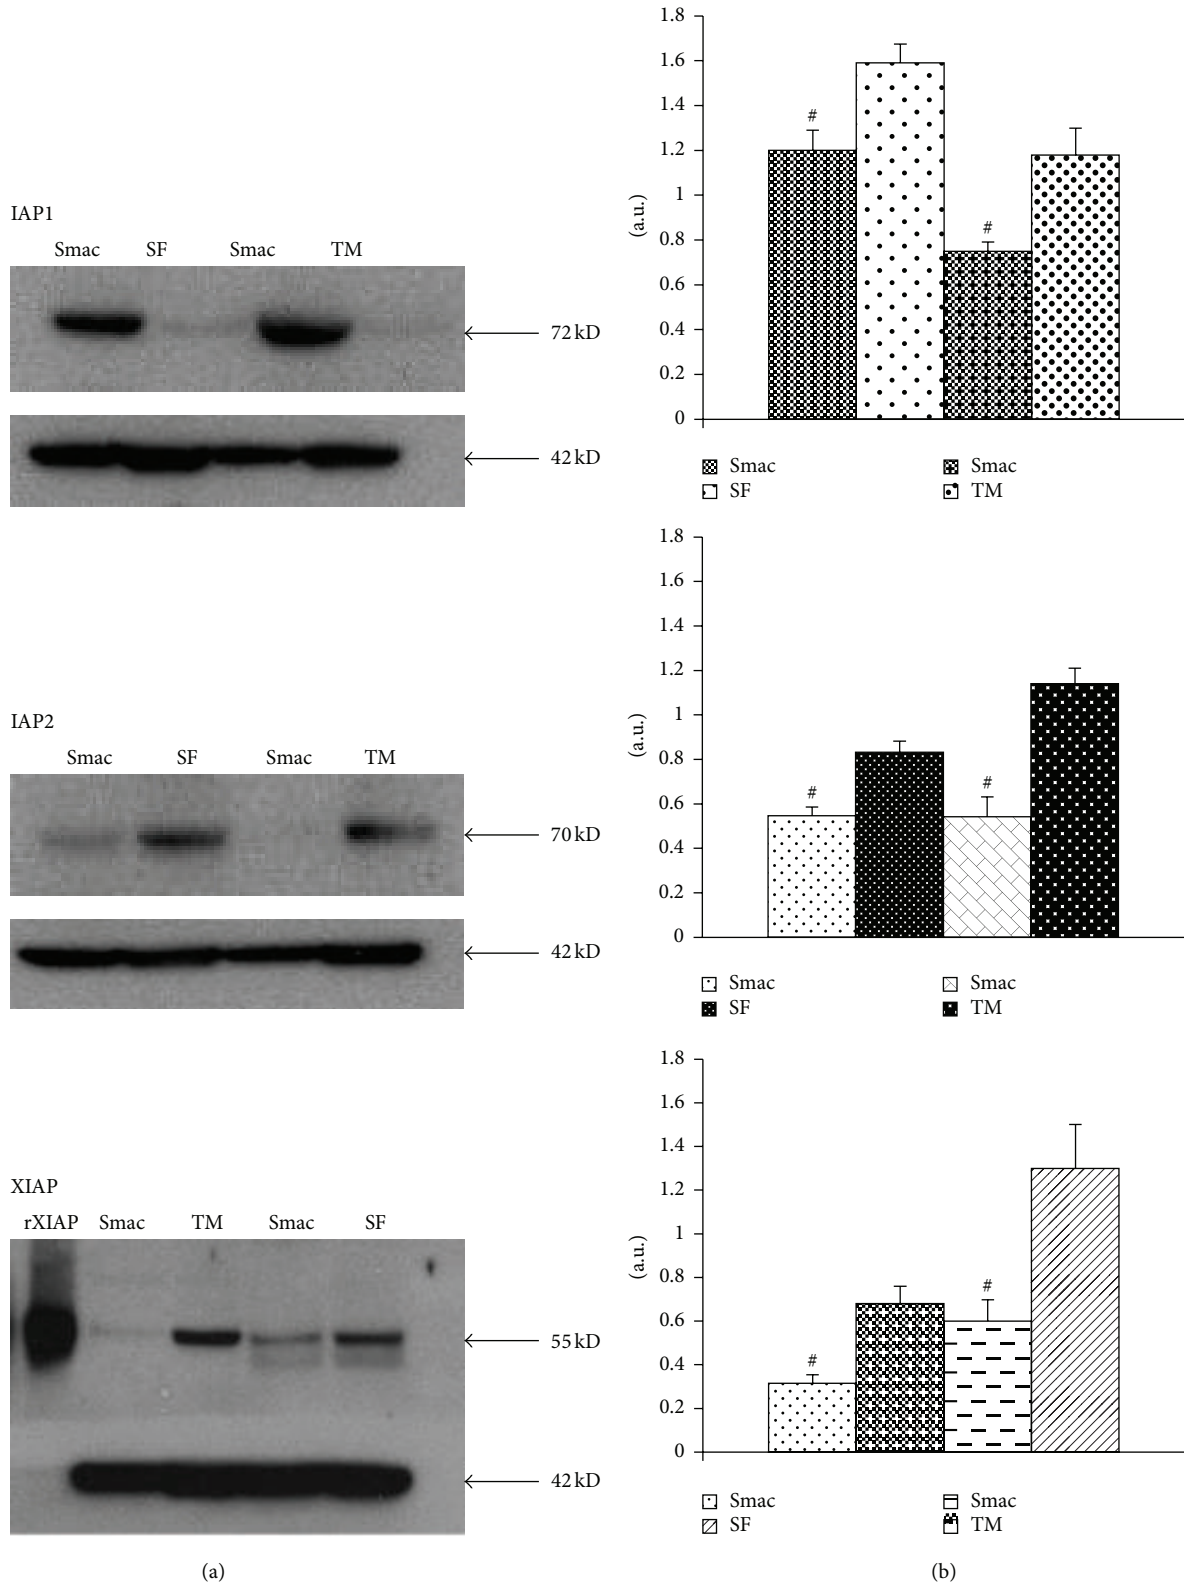 IAP1
Smac SF Smac TM
72 kD
42 kD
IAP2
Smac SF Smac TM
70 kD
42 kD
XIAP
rXIAP Smac TM Smac SF
55 kD
42 kD
(a)
1.8
1.6
1.4
1.2
1
0.8
0.6
0.4
0.2
0
(a.u.)
#
#
Smac Smac
SF TM
1.8
1.6
1.4
1.2
1
0.8
0.6
0.4
0.2
0
(a.u.)
#
#
Smac Smac
SF TM
1.8
1.6
1.4
1.2
1
0.8
0.6
0.4
0.2
0
(a.u.)
#
#
Smac Smac
SF TM
(b)